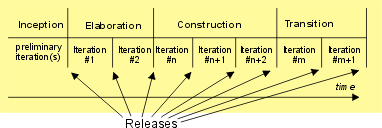 Inception Elaboration Construction Transition
preliminary iteration(s) Iteration #1 Iteration #2 Iteration #n Iteration #n+1 Iteration #n+2 Iteration #m Iteration #m+1
time
Releases